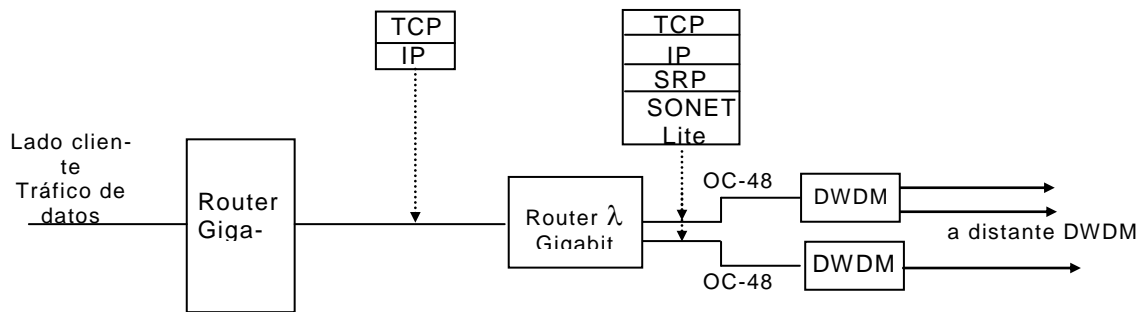 TCP
IP
TCP
IP
SRP
SONET
Lite
Lado clien-
te
Tráfico de
datos
Router
Giga-
Router λ
Gigabit
OC-48
DWDM
a distante DWDM
OC-48
DWDM